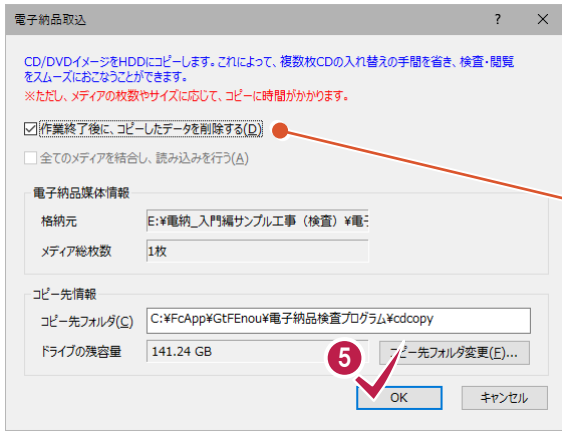 電子納品取込
CD/DVDイメージをHDDにコピーします。これによって、複数枚CDの入れ替えの手間を省き、検査・閲覧
をスムーズにおこなうことができます。
※ただし、メディアの枚数やサイズに応じて、コピーに時間がかかります。
作業終了後に、コピーしたデータを削除する(D)
全てのメディアを結合し、読み込みを行う(A)
電子納品媒体情報
格納元 E:¥電納_入門編サンプル工事（検査）¥電子
メディア総枚数 1枚
コピー先情報
コピー先フォルダ(C) C:¥FcApp¥GtFEnou¥電子納品検査プログラム¥cdcopy
ドライブの残容量 141.24 GB コピー先フォルダ変更(F)...
5
OK キャンセル